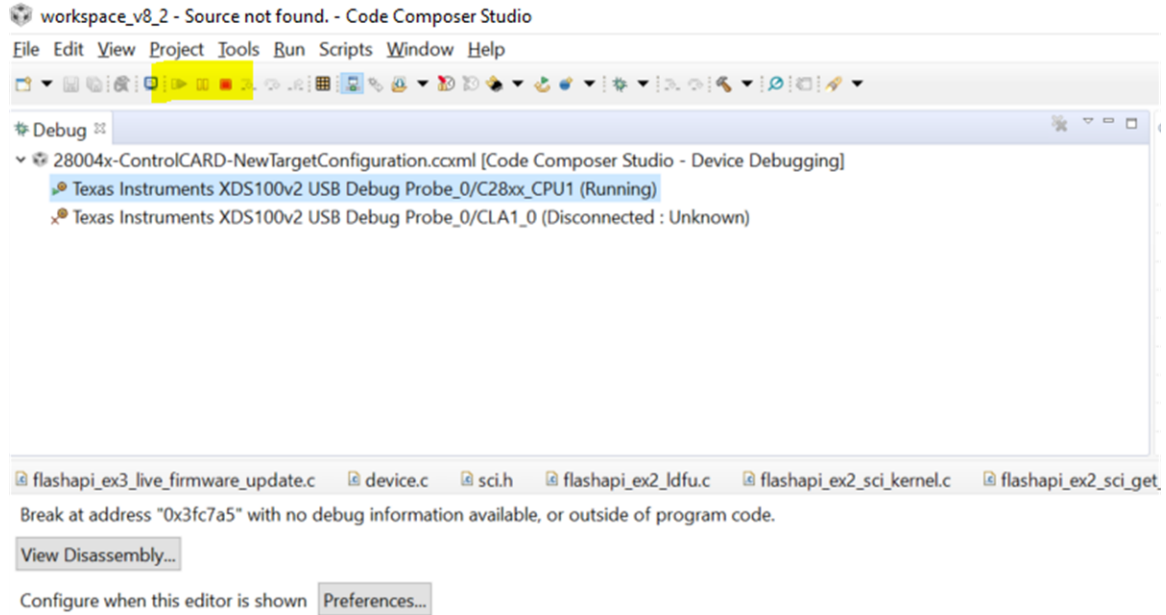 workspace_v8_2 - Source not found. - Code Composer Studio
File Edit View Project Tools Run Scripts Window Help
Debug
28004x-ControlCARD-NewTargetConfiguration.ccxml [Code Composer Studio - Device Debugging]
Texas Instruments XDS100v2 USB Debug Probe_0/C28xx_CPU1 (Running)
Texas Instruments XDS100v2 USB Debug Probe_0/CLA1_0 (Disconnected : Unknown)
flashapi_ex3_live_firmware_update.c device.c sci.h flashapi_ex2_ldfu.c flashapi_ex2_sci_kernel.c flashapi_ex2_sci_get_
Break at address "0x3fc7a5" with no debug information available, or outside of program code.
View Disassembly...
Configure when this editor is shown Preferences...